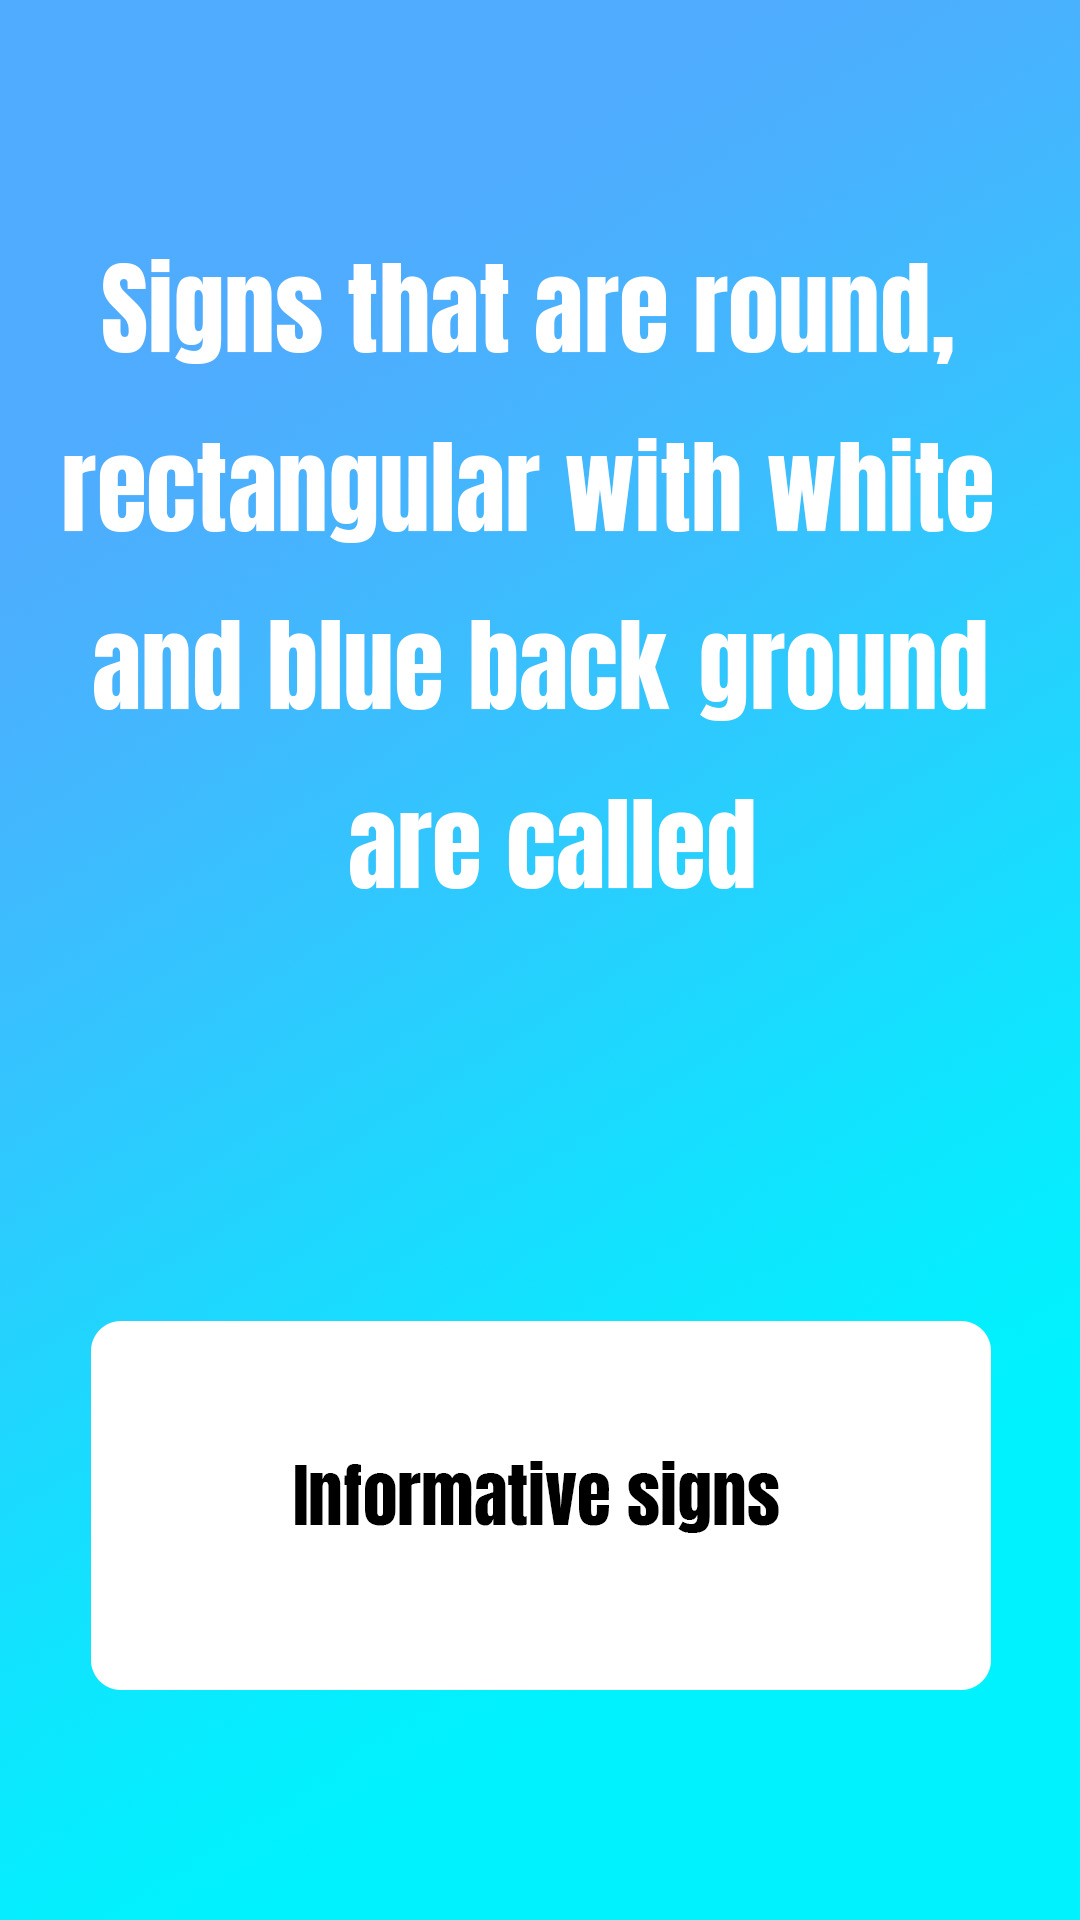 Signs that are round,
rectangular with white
and blue back ground
are called
Informative signs